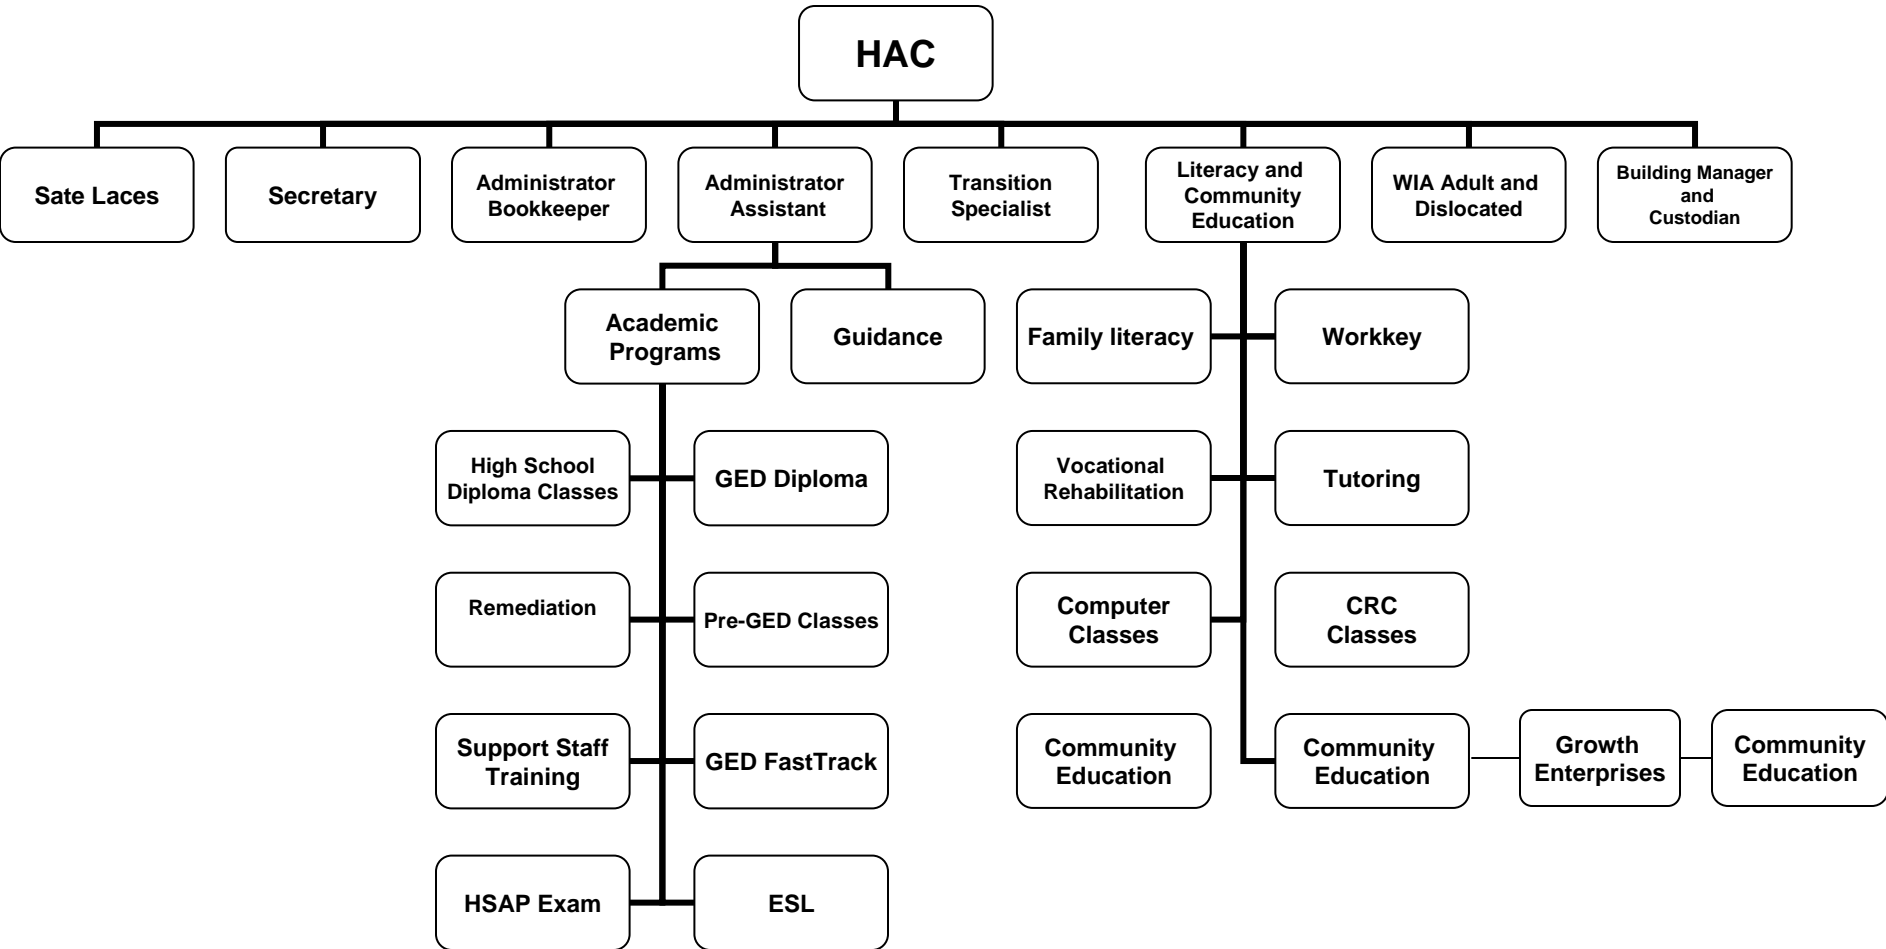 HAC
Sate Laces
Secretary
Administrator
Bookkeeper
Administrator
Assistant
Transition
Specialist
Literacy and
Community
Education
WIA Adult and
Dislocated
Building Manager
and
Custodian
Academic
Programs
Guidance
Family literacy
Workkey
High School
Diploma Classes
GED Diploma
Vocational
Rehabilitation
Tutoring
Remediation
Pre-GED Classes
Computer
Classes
CRC
Classes
Support Staff
Training
GED FastTrack
Community
Education
Community
Education
Growth
Enterprises
Community
Education
HSAP Exam
ESL